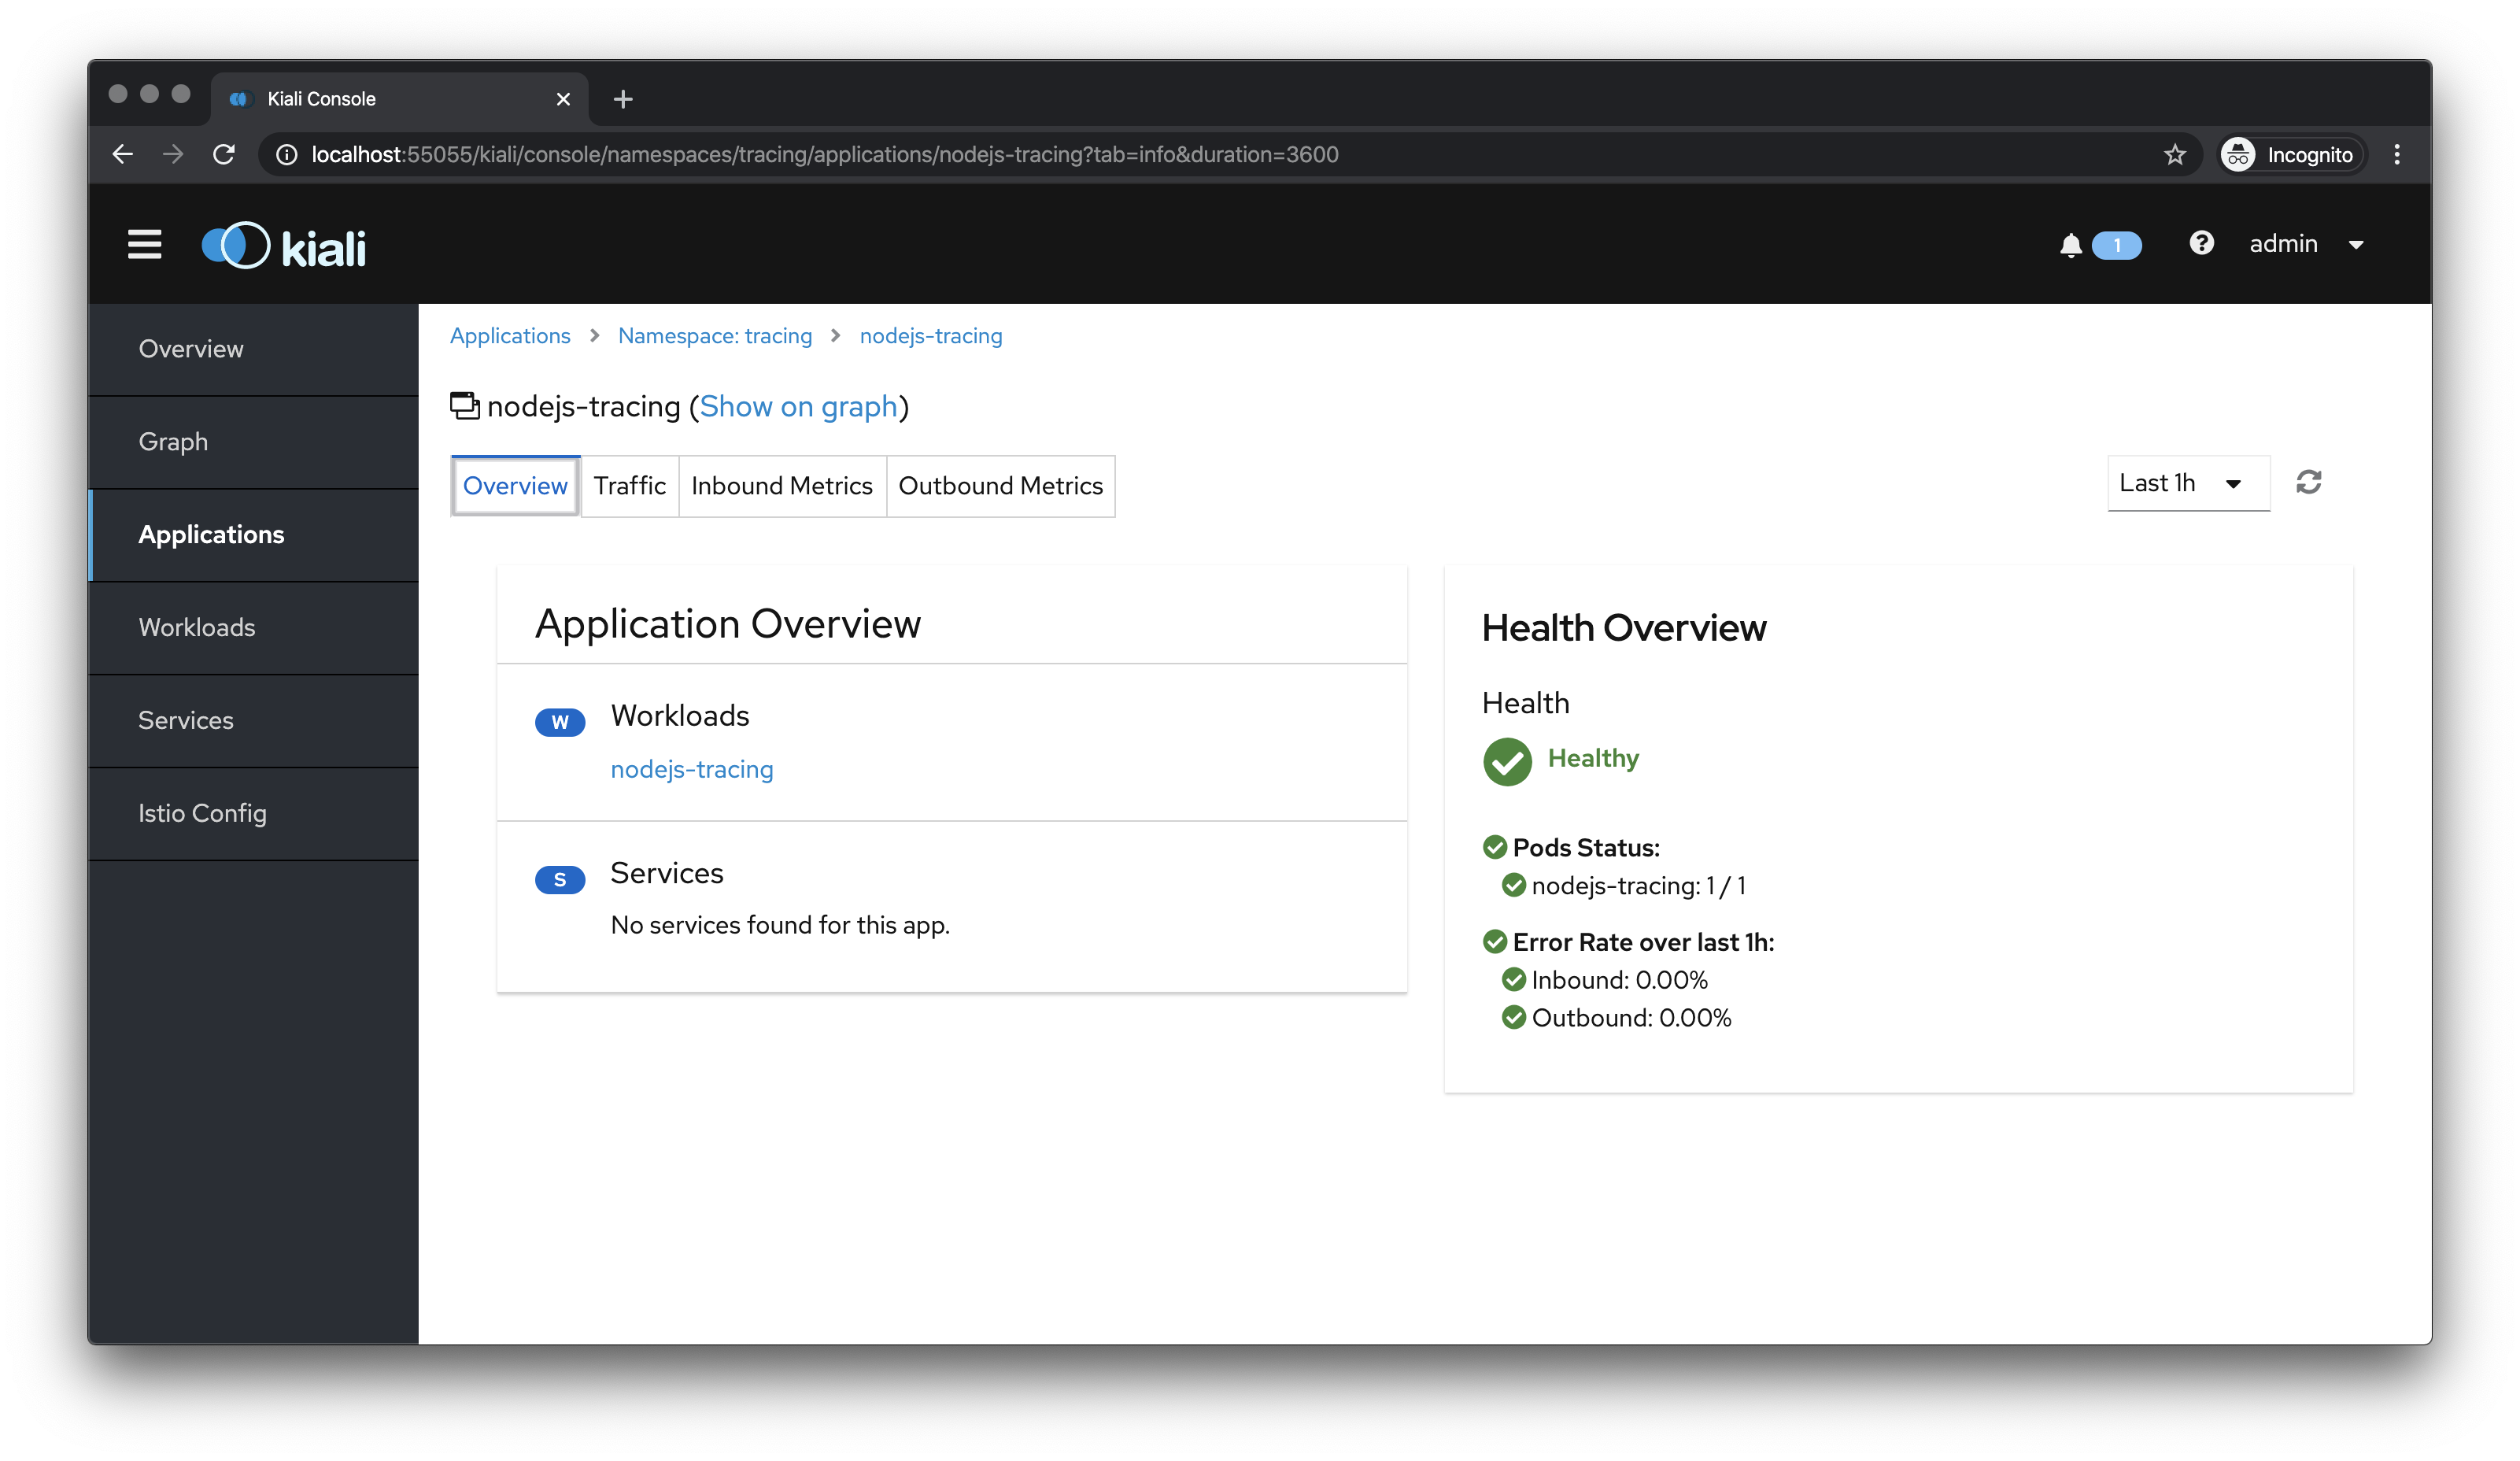 Kiali Console
localhost:55055/kiali/console/namespaces/tracing/applications/nodejs-tracing?tab=info&duration=3600
Incognito
kiali
1
admin
Overview
Graph
Applications
Workloads
Services
Istio Config
Applications > Namespace: tracing > nodejs-tracing
nodejs-tracing (Show on graph)
Overview Traffic Inbound Metrics Outbound Metrics
Last 1h
Application Overview
W Workloads
nodejs-tracing
S Services
No services found for this app.
Health Overview
Health
Healthy
Pods Status:
nodejs-tracing: 1 / 1
Error Rate over last 1h:
Inbound: 0.00%
Outbound: 0.00%